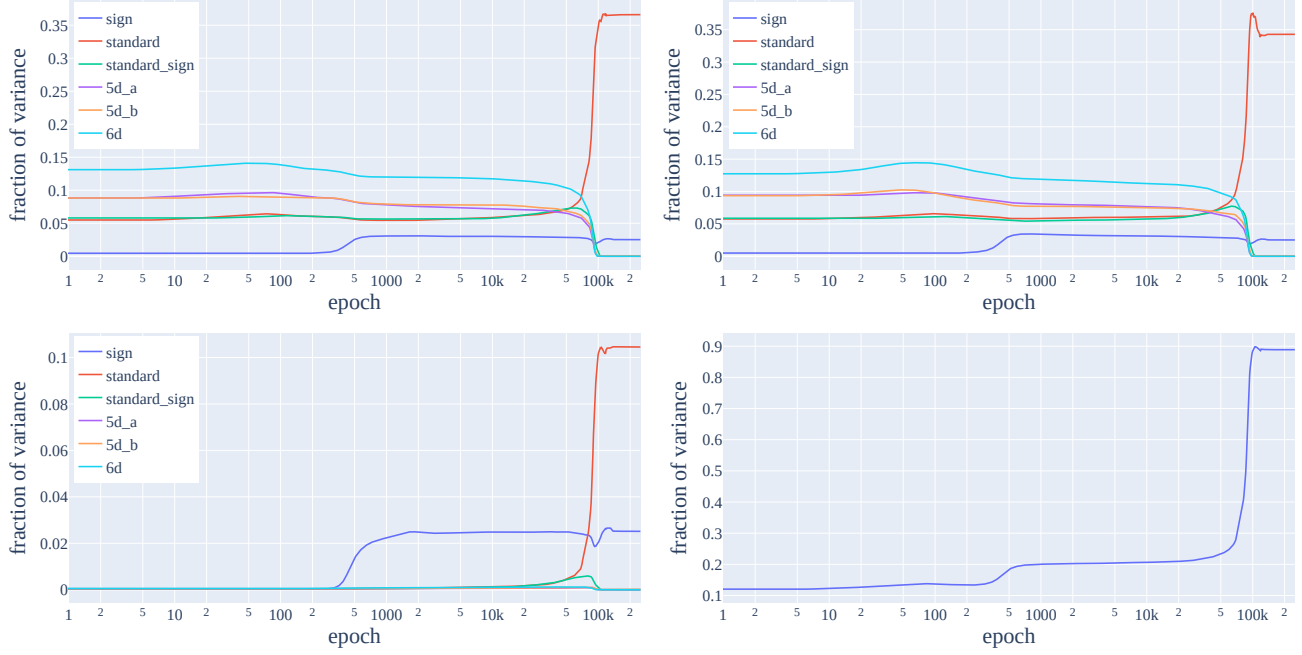 fraction of variance
0.35
0.3
0.25
0.2
0.15
0.1
0.05
0
sign
standard
standard_sign
5d_a
5d_b
6d
1 2 5 10 2 5 100 2 5 1000 2 5 10k 2 5 100k 2
epoch
fraction of variance
0.35
0.3
0.25
0.2
0.15
0.1
0.05
0
sign
standard
standard_sign
5d_a
5d_b
6d
1 2 5 10 2 5 100 2 5 1000 2 5 10k 2 5 100k 2
epoch
fraction of variance
0.1
0.08
0.06
0.04
0.02
0
sign
standard
standard_sign
5d_a
5d_b
6d
1 2 5 10 2 5 100 2 5 1000 2 5 10k 2 5 100k 2
epoch
fraction of variance
0.9
0.8
0.7
0.6
0.5
0.4
0.3
0.2
0.1
1 2 5 10 2 5 100 2 5 1000 2 5 10k 2 5 100k 2
epoch